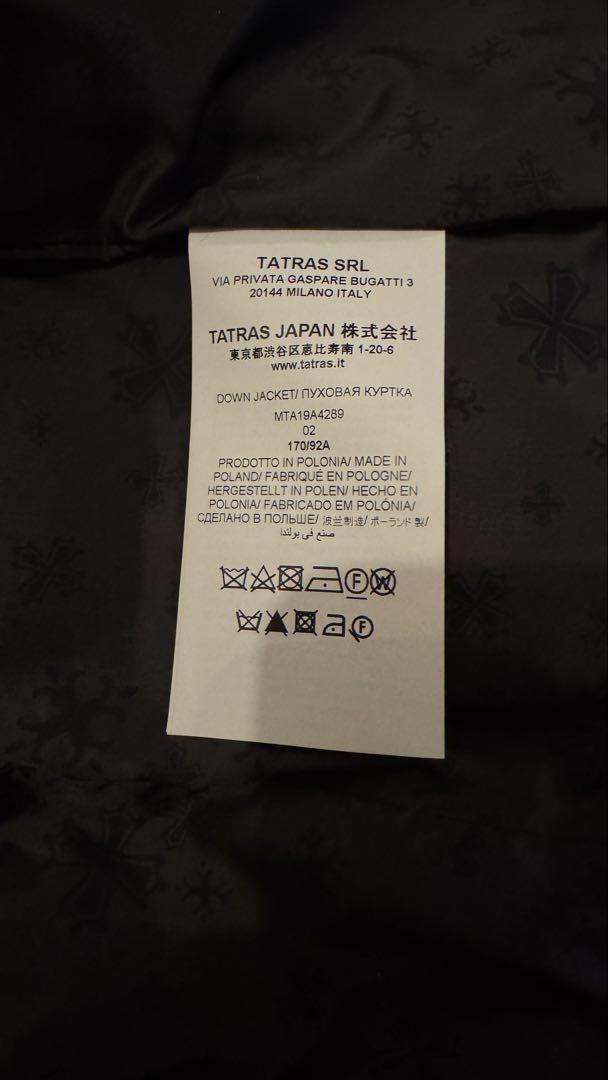 TATRAS SRL
VIA PRIVATA GASPARE BUGATTI 3
20144 MILANO ITALY
TATRAS JAPAN 株式会社
東京都渋谷区恵比寿南 1-20-6
www.tatras.it
DOWN JACKET/ ПУХОВАЯ КУРТКА
MTA19A4289
02
170/92A
PRODOTTO IN POLONIA/ MADE IN
POLAND/ FABRIQUÉ EN POLOGNE/
HERGESTELLT IN POLEN/ HECHO EN
POLONIA/ FABRICADO EM POLÓNIA/
СДЕЛАНО В ПОЛЬШЕ/ 波兰制造/ ポーランド 製/
صنع في بولندا
F W
F